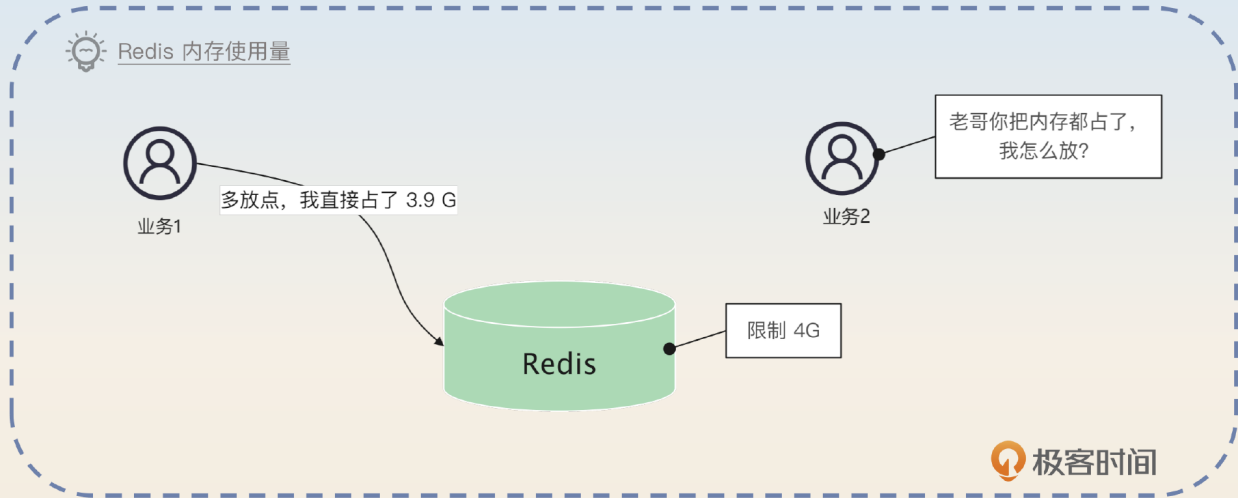 Redis 内存使用量
老哥你把内存都占了，
我怎么放？
多放点，我直接占了 3.9 G
业务1
业务2
限制 4G
Redis
极客时间